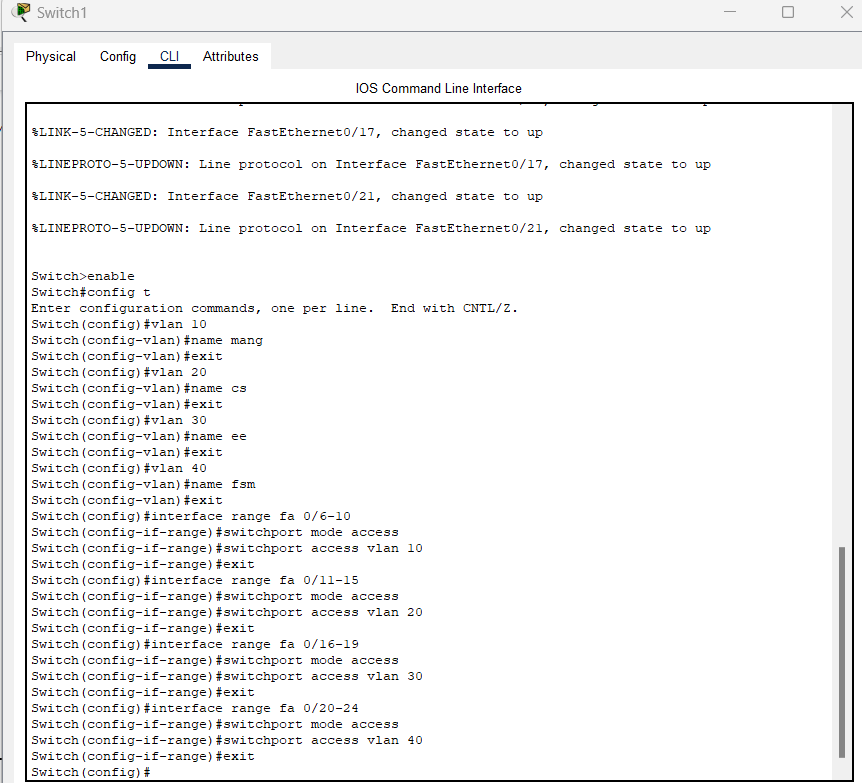 Switch1
Physical Config CLI Attributes
IOS Command Line Interface
%LINK-5-CHANGED: Interface FastEthernet0/17, changed state to up
%LINEPROTO-5-UPDOWN: Line protocol on Interface FastEthernet0/17, changed state to up
%LINK-5-CHANGED: Interface FastEthernet0/21, changed state to up
%LINEPROTO-5-UPDOWN: Line protocol on Interface FastEthernet0/21, changed state to up
Switch>enable
Switch#config t
Enter configuration commands, one per line.  End with CNTL/Z.
Switch(config)#vlan 10
Switch(config-vlan)#name mang
Switch(config-vlan)#exit
Switch(config)#vlan 20
Switch(config-vlan)#name cs
Switch(config-vlan)#exit
Switch(config)#vlan 30
Switch(config-vlan)#name ee
Switch(config-vlan)#exit
Switch(config)#vlan 40
Switch(config-vlan)#name fsm
Switch(config-vlan)#exit
Switch(config)#interface range fa 0/6-10
Switch(config-if-range)#switchport mode access
Switch(config-if-range)#switchport access vlan 10
Switch(config-if-range)#exit
Switch(config)#interface range fa 0/11-15
Switch(config-if-range)#switchport mode access
Switch(config-if-range)#switchport access vlan 20
Switch(config-if-range)#exit
Switch(config)#interface range fa 0/16-19
Switch(config-if-range)#switchport mode access
Switch(config-if-range)#switchport access vlan 30
Switch(config-if-range)#exit
Switch(config)#interface range fa 0/20-24
Switch(config-if-range)#switchport mode access
Switch(config-if-range)#switchport access vlan 40
Switch(config-if-range)#exit
Switch(config)#